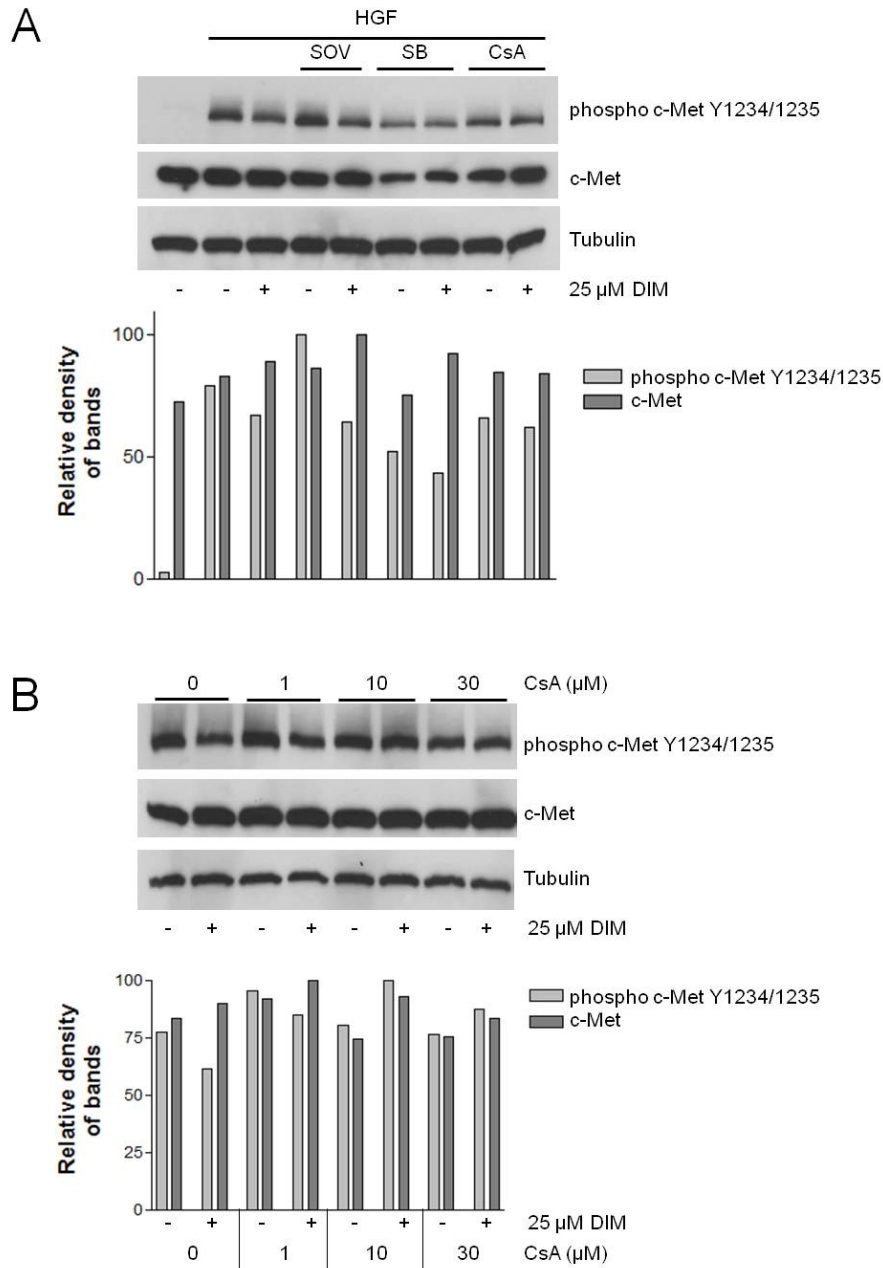 A
HGF
SOV SB CsA
phospho c-Met Y1234/1235
c-Met
Tubulin
- - + - + - + - + 25 µM DIM
100
50
0
Relative density
of bands
phospho c-Met Y1234/1235
c-Met
B
0 1 10 30 CsA (µM)
phospho c-Met Y1234/1235
c-Met
Tubulin
- + - + - + - + 25 µM DIM
100
75
50
25
0
Relative density
of bands
phospho c-Met Y1234/1235
c-Met
- + - + - + - + 25 µM DIM
0 1 10 30 CsA (µM)